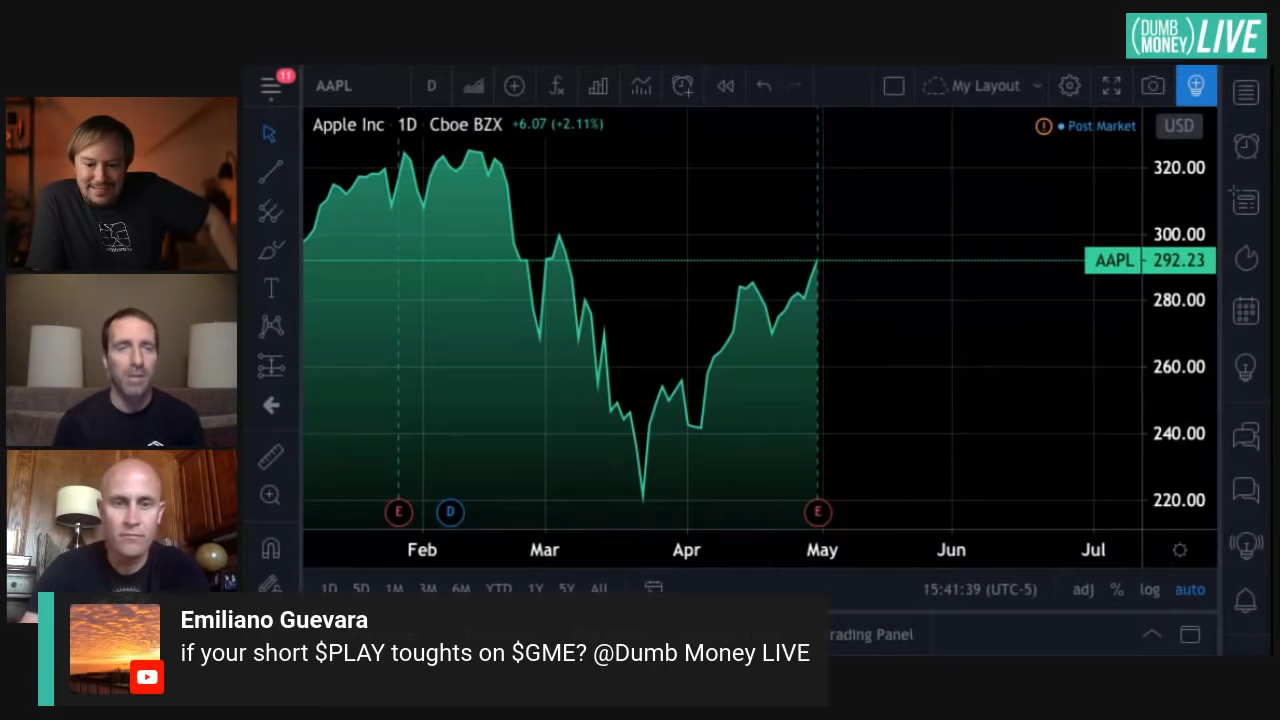 (DUMB MONEY) LIVE
11
AAPL
D
My Layout
Apple Inc 1D Cboe BZX +6.07 (+2.11%)
Post Market
USD
320.00
300.00
AAPL 292.23
280.00
260.00
240.00
220.00
E
D
E
Feb Mar Apr May Jun Jul
1D 5D 1M 3M 6M YTD 1Y 5Y All
15:41:39 (UTC-5) adj % log auto
rading Panel
Emiliano Guevara
if your short $PLAY toughts on $GME? @Dumb Money LIVE